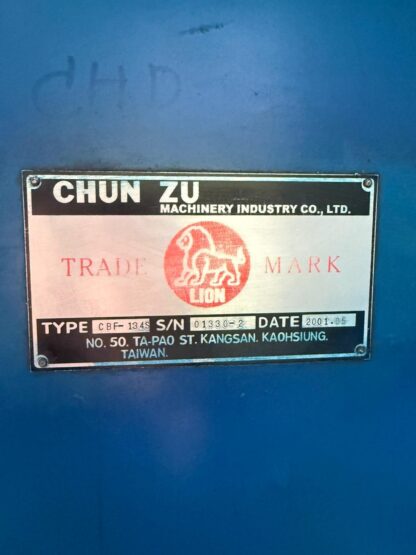 CHD
CHUN ZU
MACHINERY INDUSTRY CO., LTD.
TRADE MARK
LION
TYPE CBF-134S S/N 01330-2 DATE 2001.05
NO. 50. TA-PAO ST. KANGSAN. KAOHSIUNG.
TAIWAN.